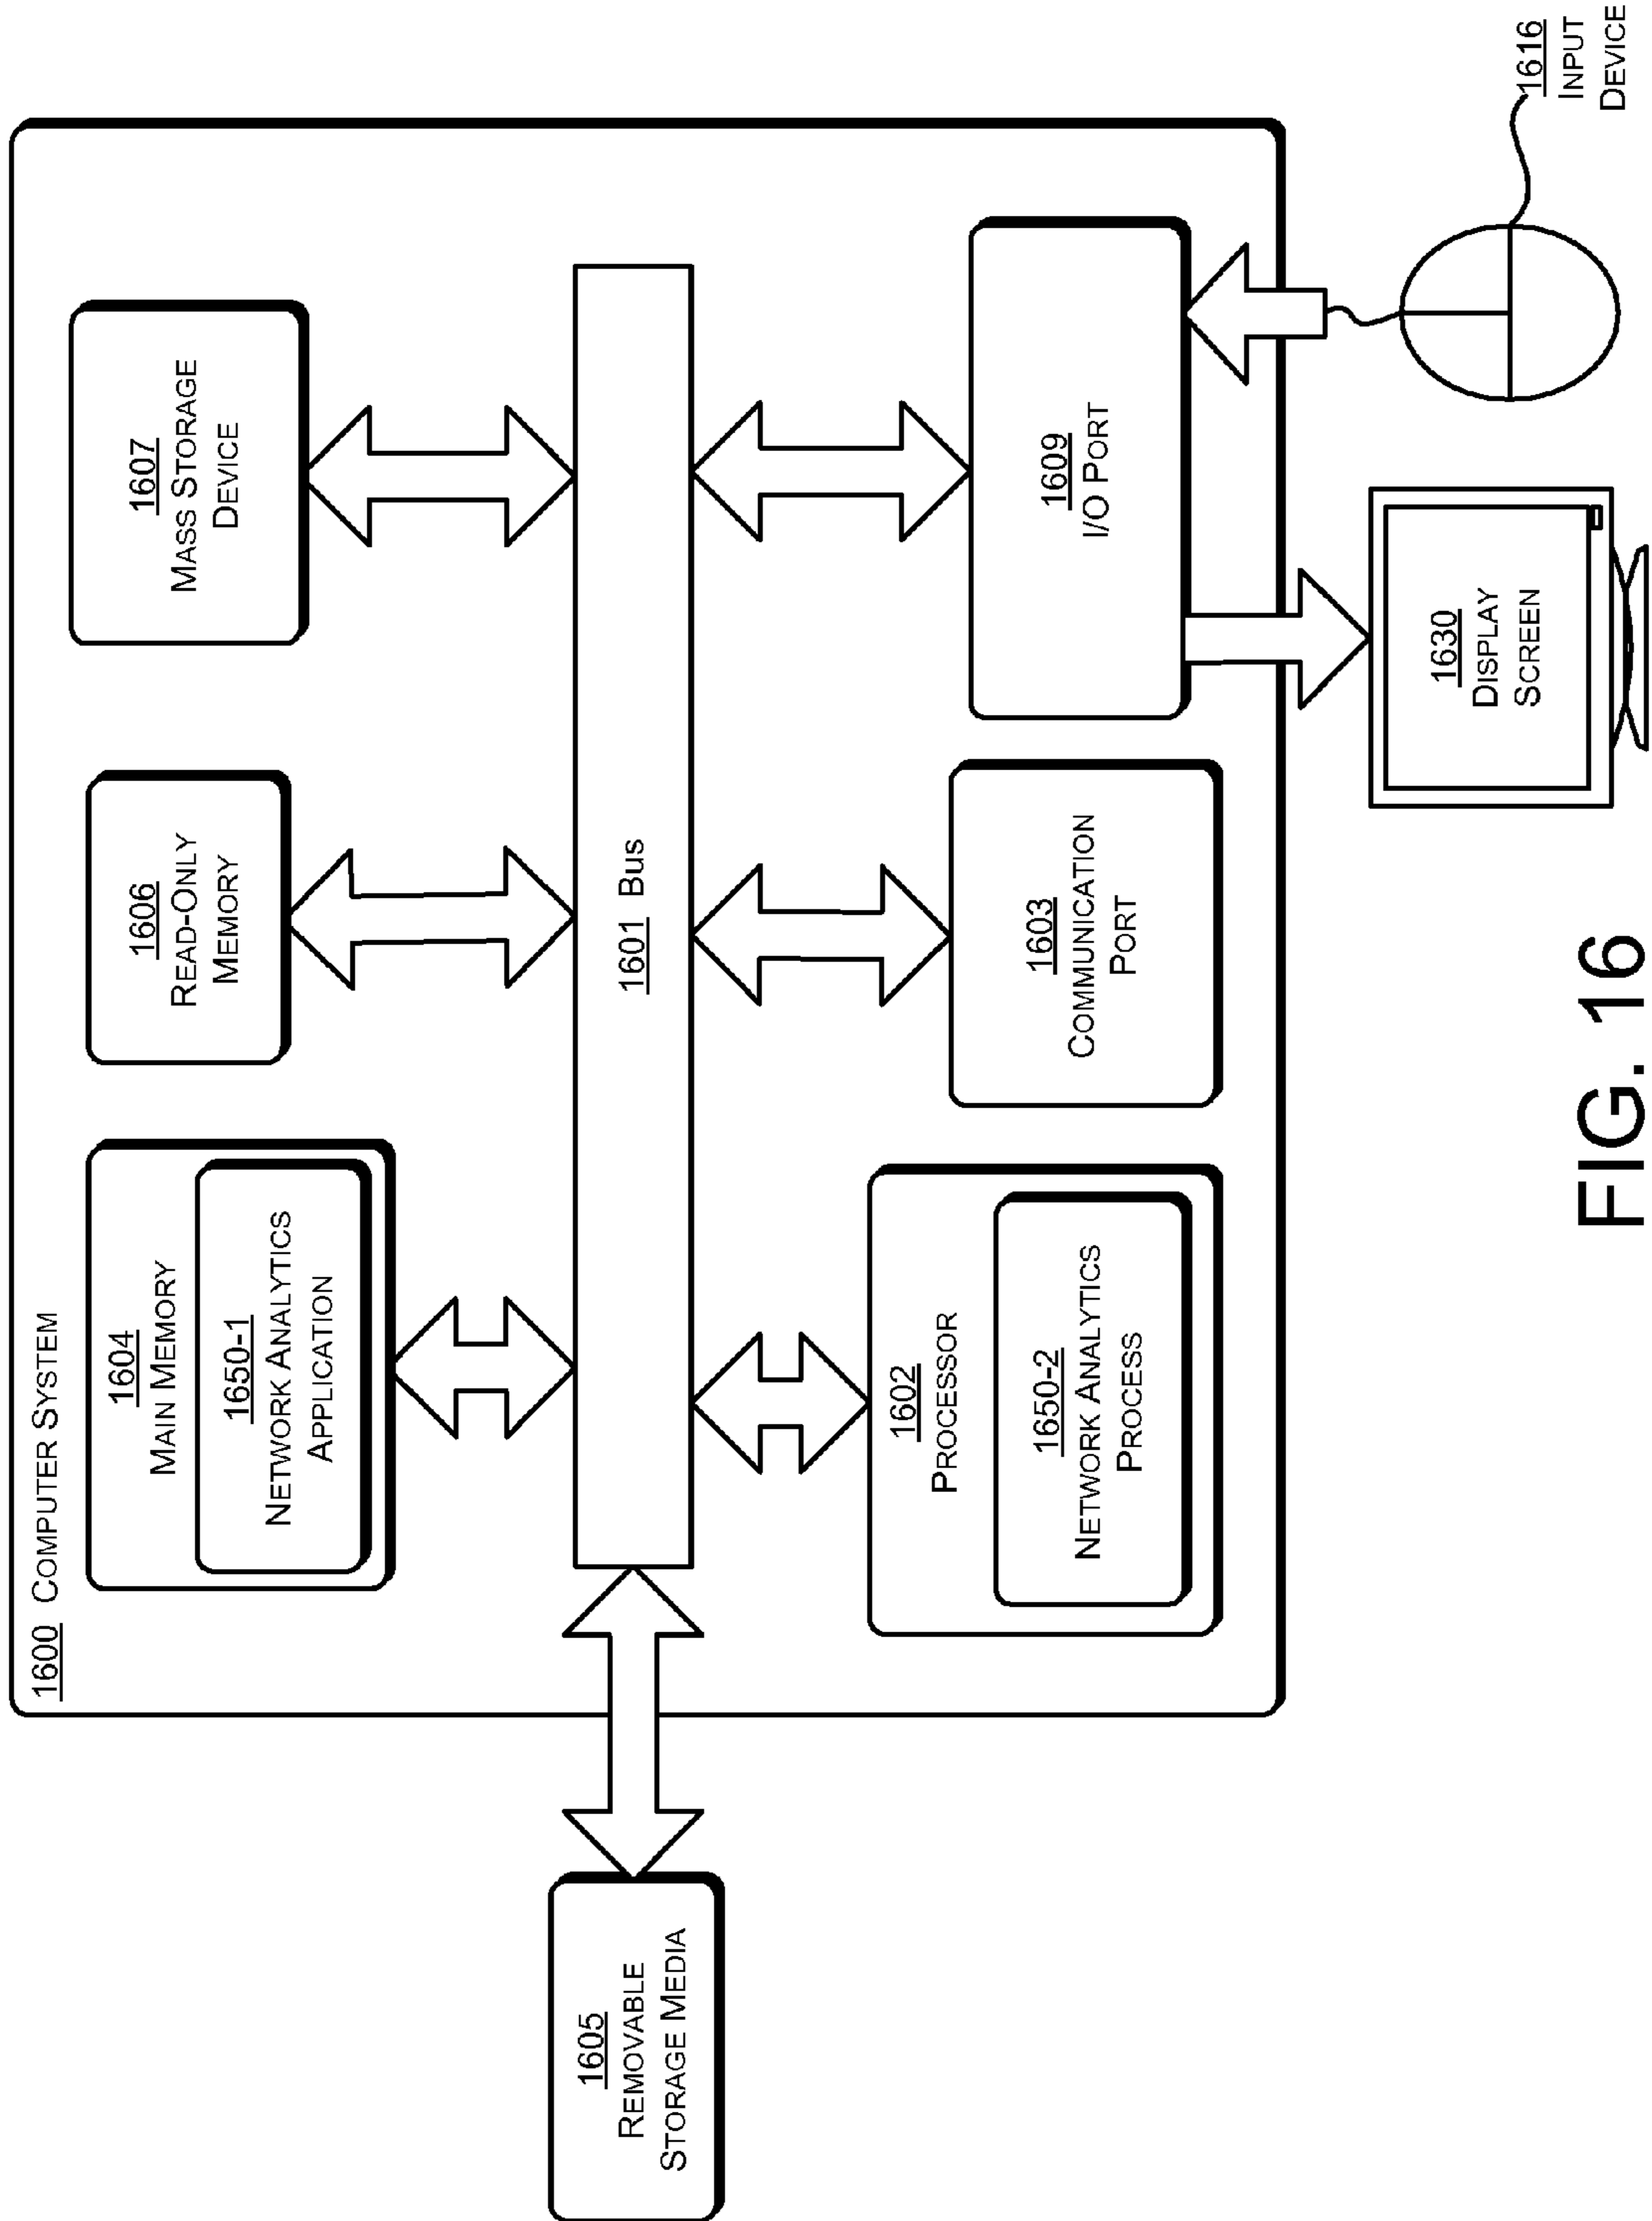 1600 COMPUTER SYSTEM
1604
MAIN MEMORY
1650-1
NETWORK ANALYTICS
APPLICATION
1606
READ-ONLY
MEMORY
1607
MASS STORAGE
DEVICE
1605
REMOVABLE
STORAGE MEDIA
1601 BUS
1602
PROCESSOR
1650-2
NETWORK ANALYTICS
PROCESS
1603
COMMUNICATION
PORT
1609
I/O PORT
1630
DISPLAY
SCREEN
1616
INPUT
DEVICE
FIG. 16